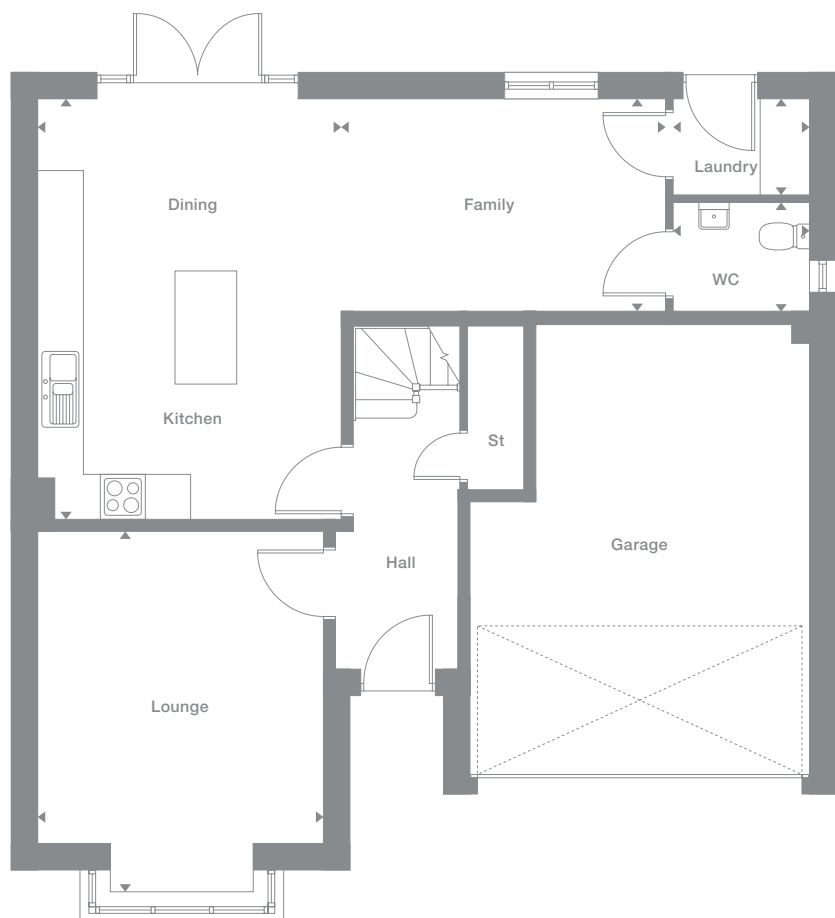 Laundry
Dining
Family
WC
Kitchen
St
Garage
Hall
Lounge